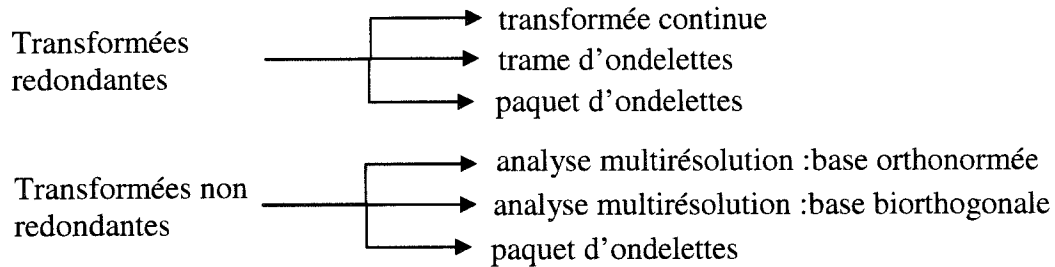 Transformées
redondantes
transformée continue
trame d'ondelettes
paquet d'ondelettes
Transformées non
redondantes
analyse multirésolution :base orthonormée
analyse multirésolution :base biorthogonale
paquet d'ondelettes